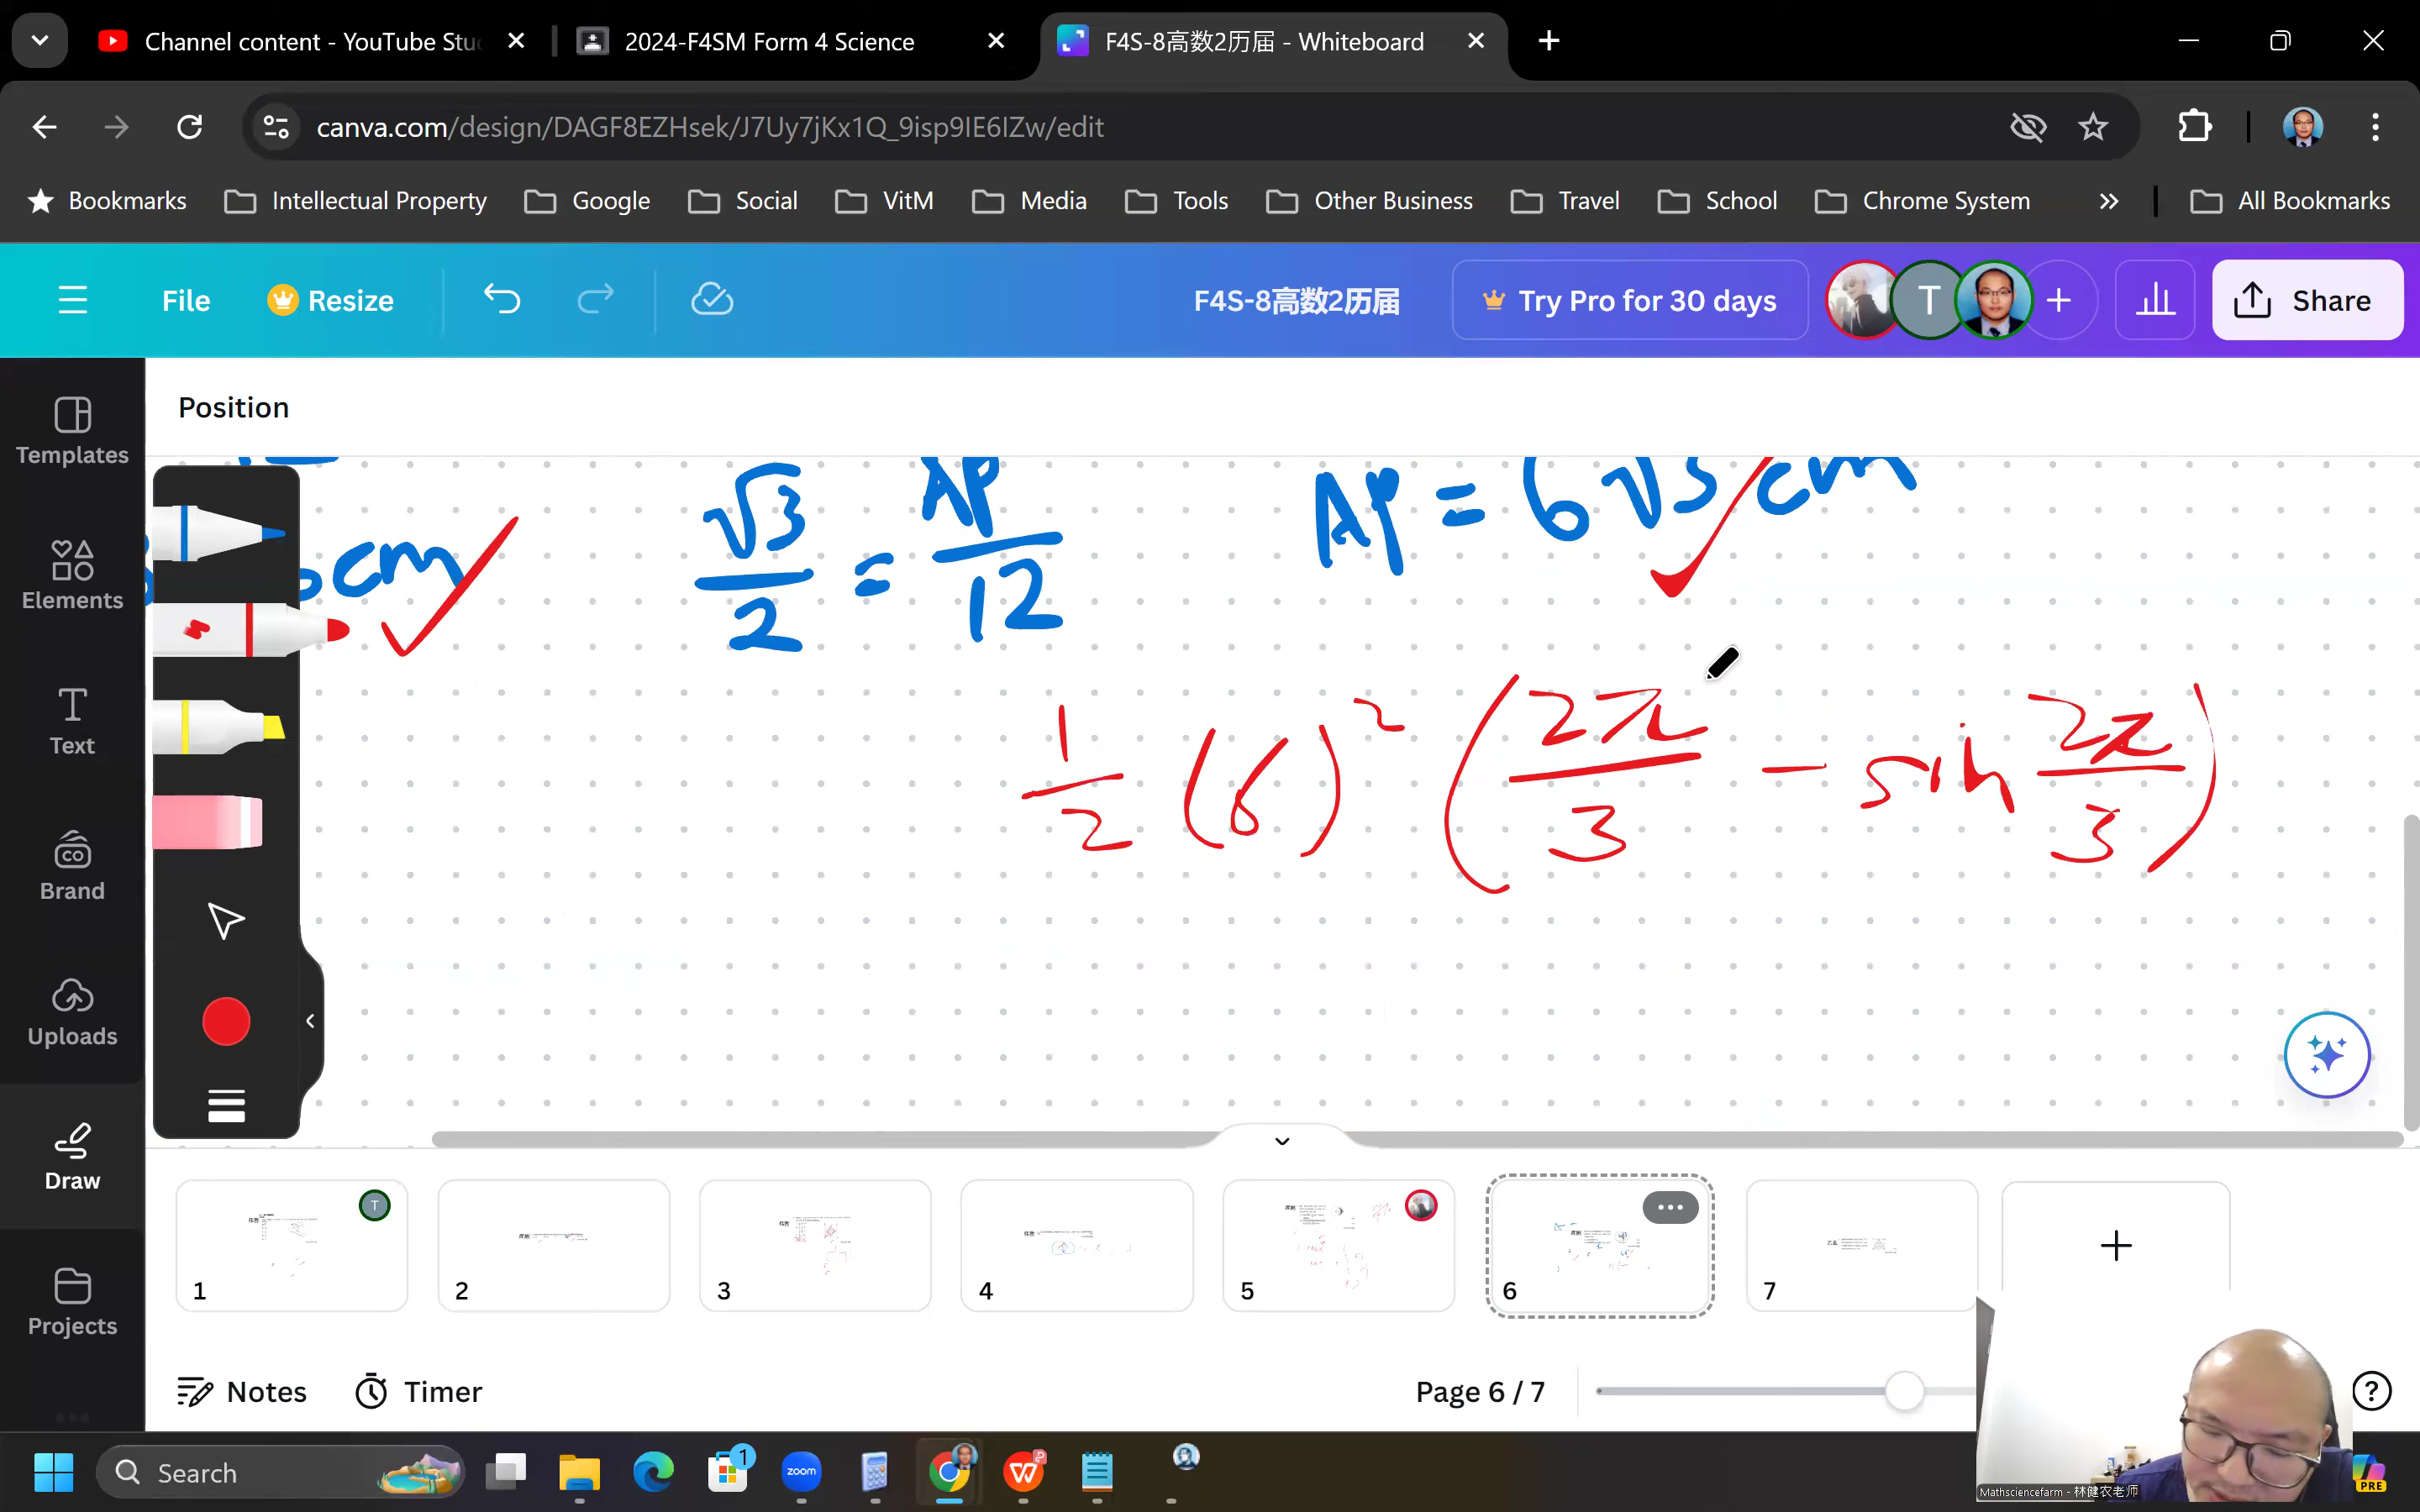 Channel content - YouTube Stu
2024-F4SM Form 4 Science
F4S-8高数2历届 - Whiteboard
canva.com/design/DAGF8EZHsek/J7Uy7jKx1Q_9isp9IE6IZw/edit
Bookmarks Intellectual Property Google Social VitM Media Tools Other Business Travel School Chrome System » All Bookmarks
File Resize F4S-8高数2历届 Try Pro for 30 days T Share
Position
Templates
Elements
Text
Brand
Uploads
Draw
Projects
cm
√3/2 = AP/12
AP = 6√3 cm
1/2 (6)² (2π/3 - sin 2π/3)
1 2 3 4 5 6 7
T
Notes Timer Page 6 / 7
Search
1
zoom
PRE
Mathsciencefarm - 林健农老师